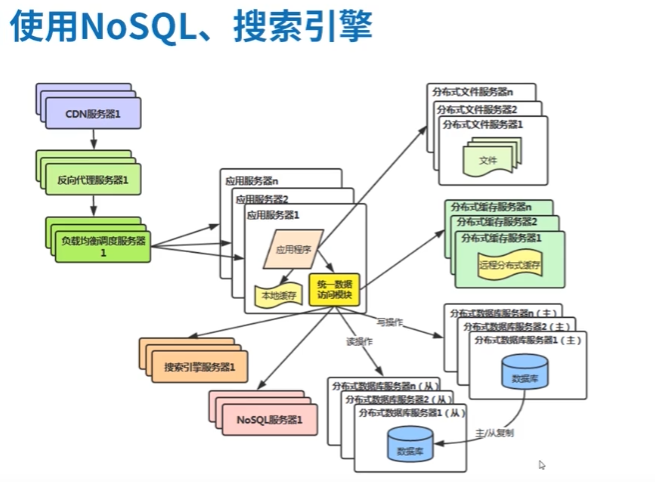 使用NoSQL、搜索引擎
CDN服务器1
反向代理服务器1
负载均衡调度服务器
1
应用服务器n
应用服务器2
应用服务器1
应用程序
本地缓存
统一数据
访问模块
分布式文件服务器n
分布式文件服务器2
分布式文件服务器1
文件
分布式缓存服务器n
分布式缓存服务器2
分布式缓存服务器1
远程分布式缓存
写操作
读操作
分布式数据库服务器n（主）
分布式数据库服务器2（主）
分布式数据库服务器1（主）
数据库
搜索引擎服务器1
NoSQL服务器1
分布式数据库服务器n（从）
分布式数据库服务器2（从）
分布式数据库服务器1（从）
数据库
主/从复制